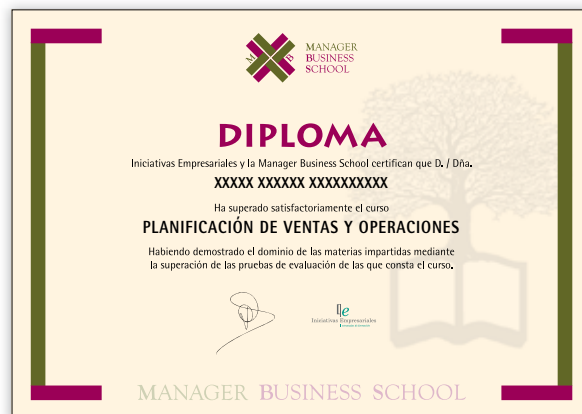 M B
MANAGER
BUSINESS
SCHOOL
DIPLOMA
Iniciativas Empresariales y la Manager Business School certifican que D. / Dña.
XXXXX XXXXXX XXXXXXXXXX
Ha superado satisfactoriamente el curso
PLANIFICACIÓN DE VENTAS Y OPERACIONES
Habiendo demostrado el dominio de las materias impartidas mediante
la superación de las pruebas de evaluación de las que consta el curso.
Ie
Iniciativas Empresariales
MANAGER BUSINESS SCHOOL